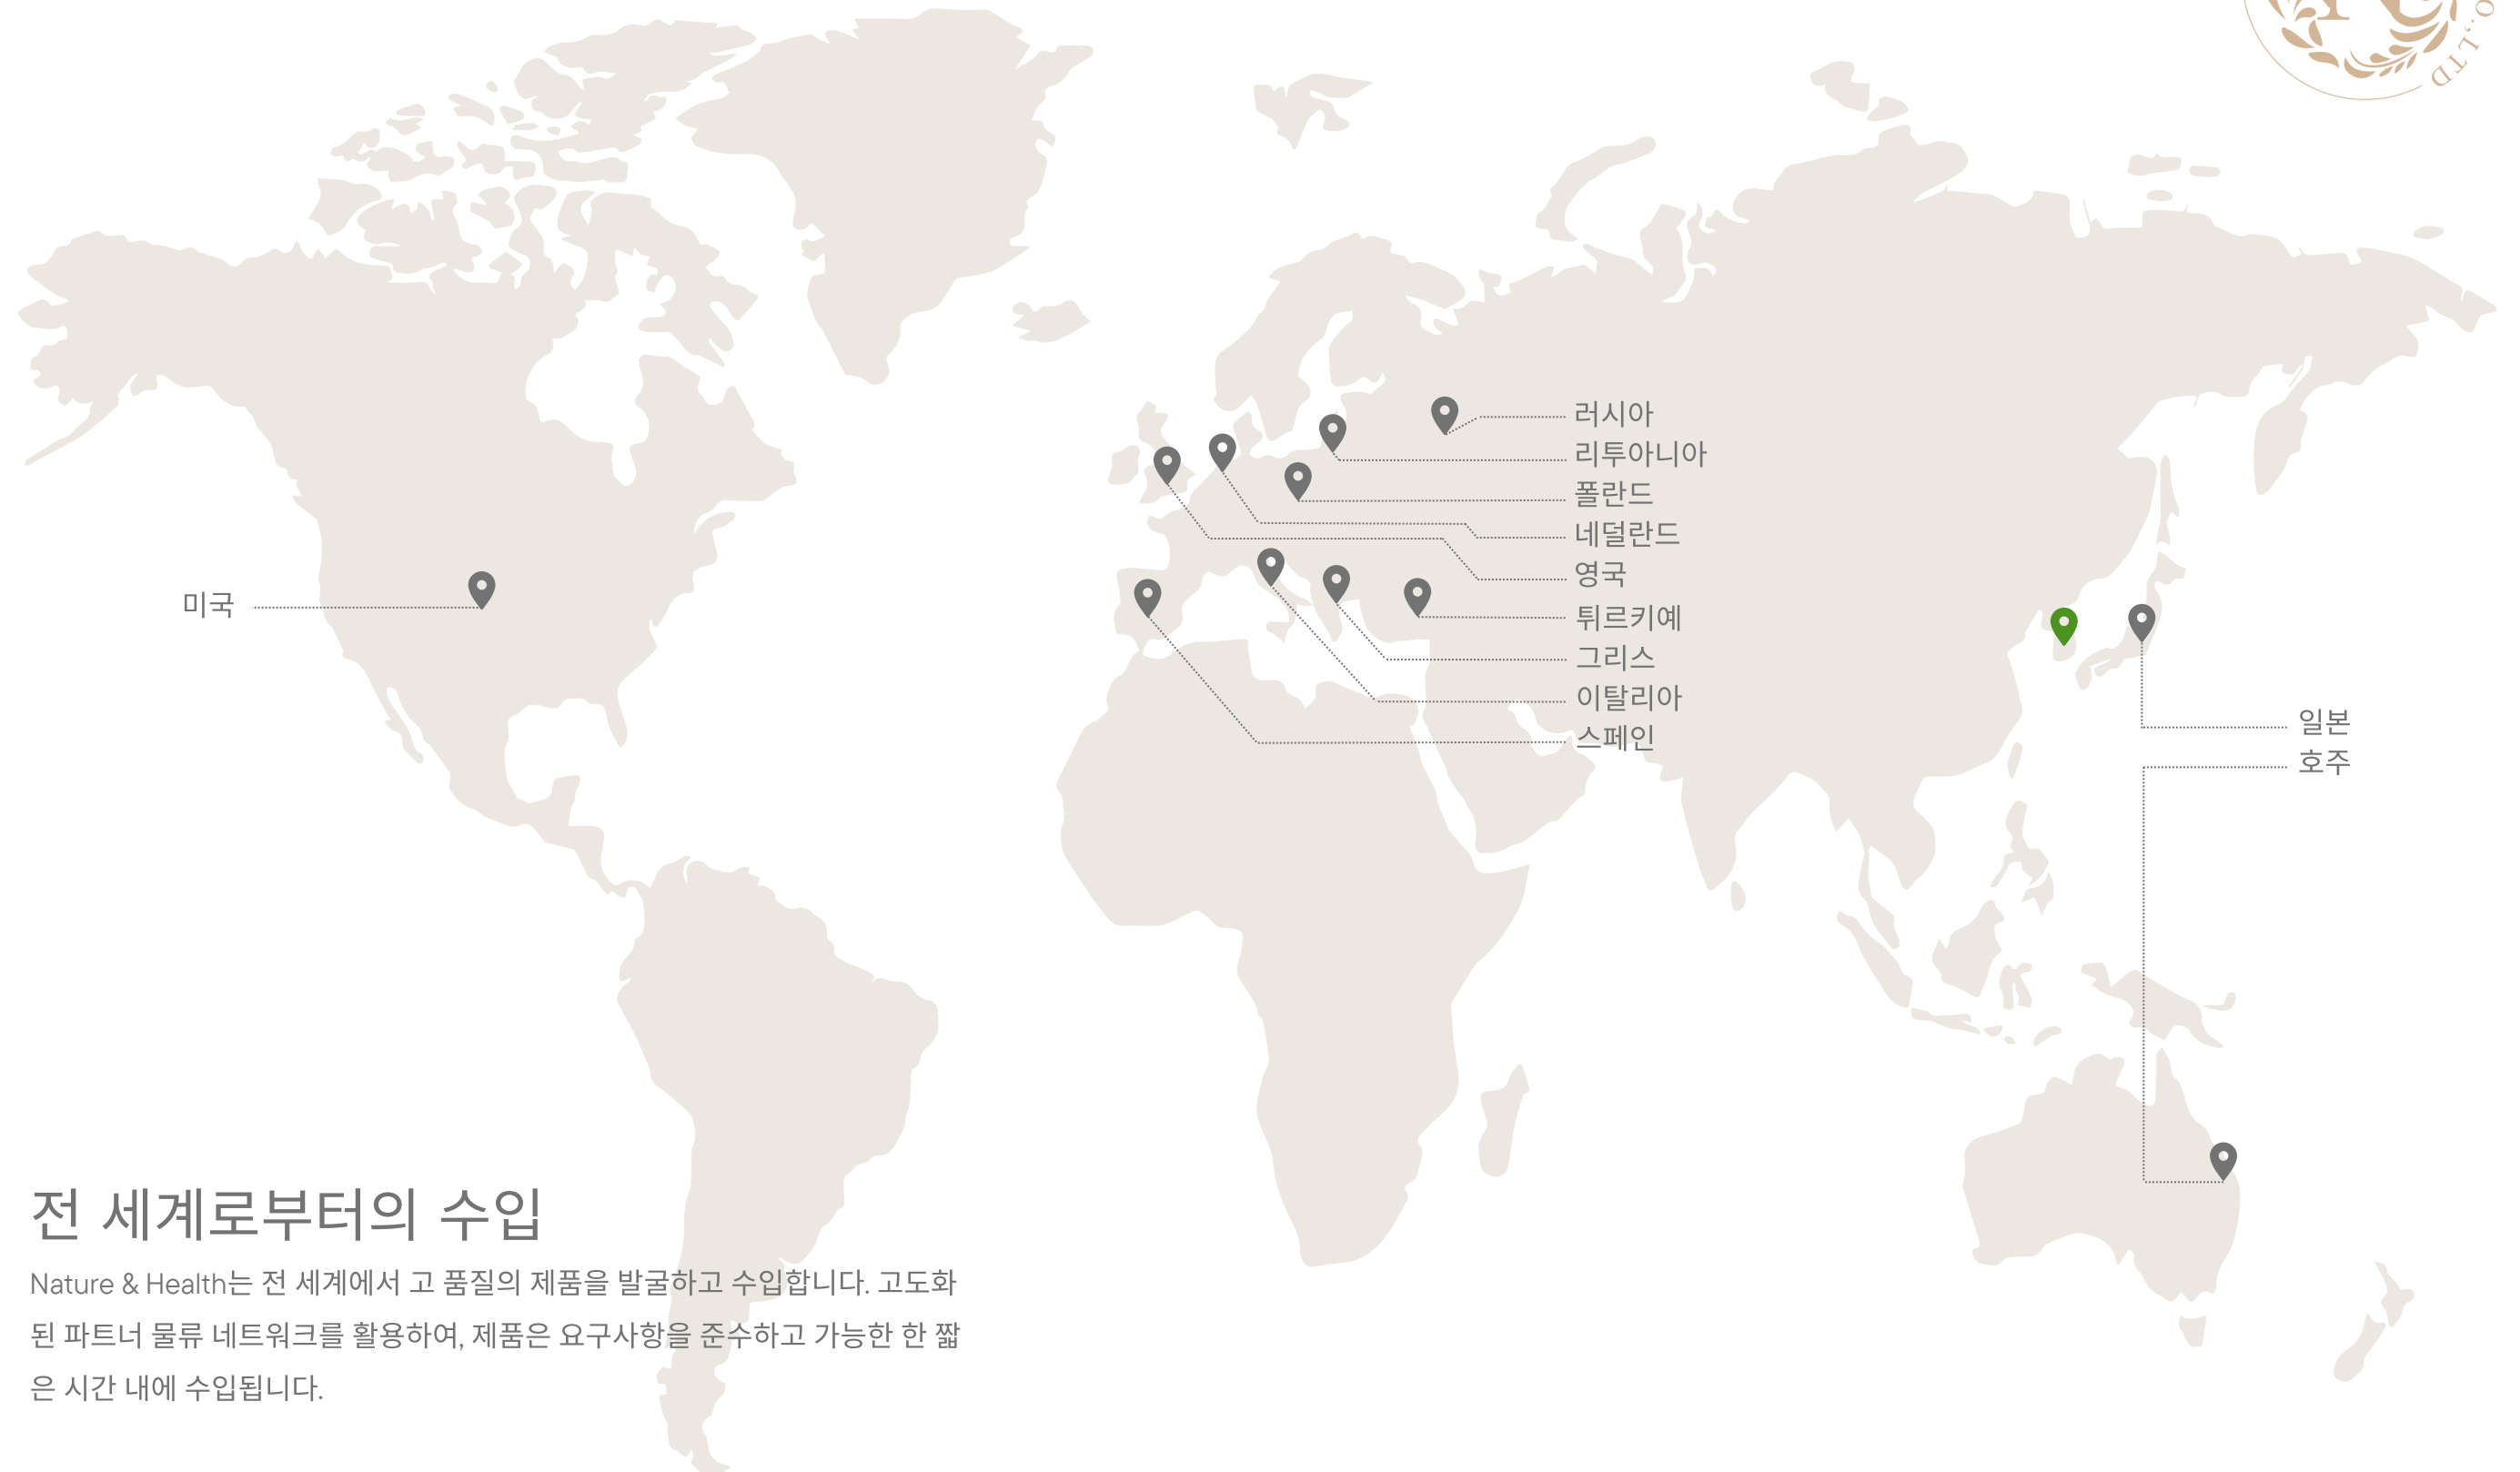 O.
LTD
러시아
리투아니아
폴란드
네덜란드
영국
튀르키예
그리스
이탈리아
스페인
미국
일본
호주
전 세계로부터의 수입
Nature & Health는 전 세계에서 고 품질의 제품을 발굴하고 수입합니다. 고도화
된 파트너 물류 네트워크를 활용하여, 제품은 요구사항을 준수하고 가능한 한 짧
은 시간 내에 수입됩니다.